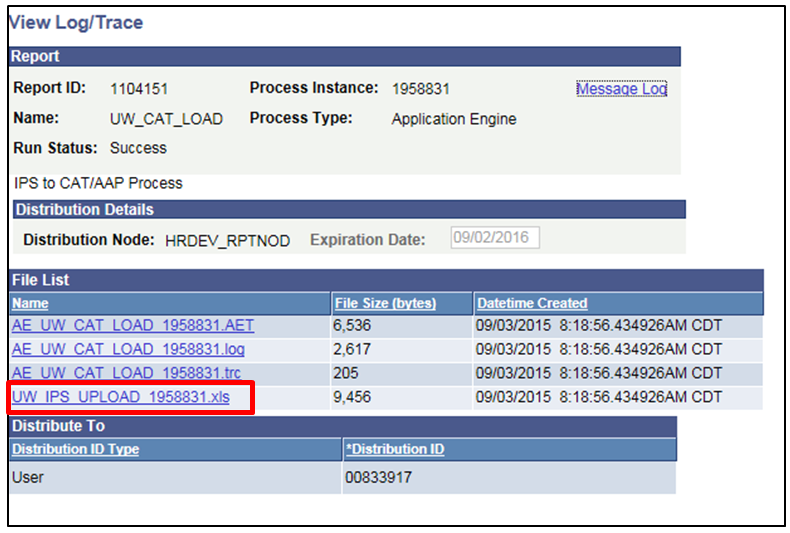 View Log/Trace
Report
Report ID: 1104151 Process Instance: 1958831 Message Log
Name: UW_CAT_LOAD Process Type: Application Engine
Run Status: Success
IPS to CAT/AAP Process
Distribution Details
Distribution Node: HRDEV_RPTNOD Expiration Date: 09/02/2016
File List
Name File Size (bytes) Datetime Created
AE_UW_CAT_LOAD_1958831.AET 6,536 09/03/2015 8:18:56.434926AM CDT
AE_UW_CAT_LOAD_1958831.log 2,617 09/03/2015 8:18:56.434926AM CDT
AE_UW_CAT_LOAD_1958831.trc 205 09/03/2015 8:18:56.434926AM CDT
UW_IPS_UPLOAD_1958831.xls 9,456 09/03/2015 8:18:56.434926AM CDT
Distribute To
Distribution ID Type *Distribution ID
User 00833917